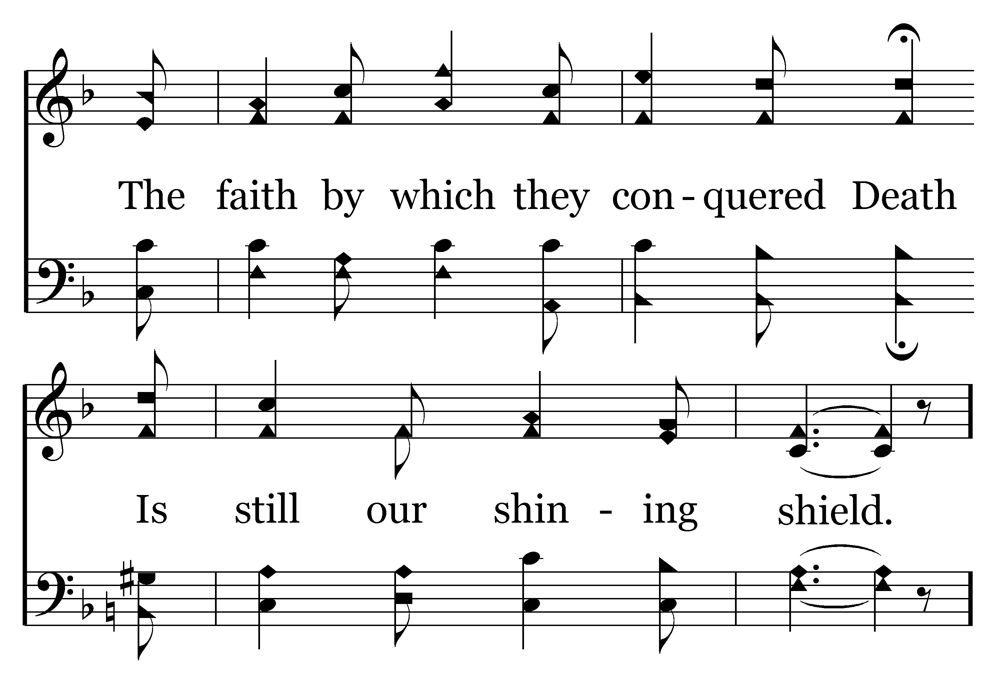 The faith by which they con-quered Death
Is still our shin - ing shield.